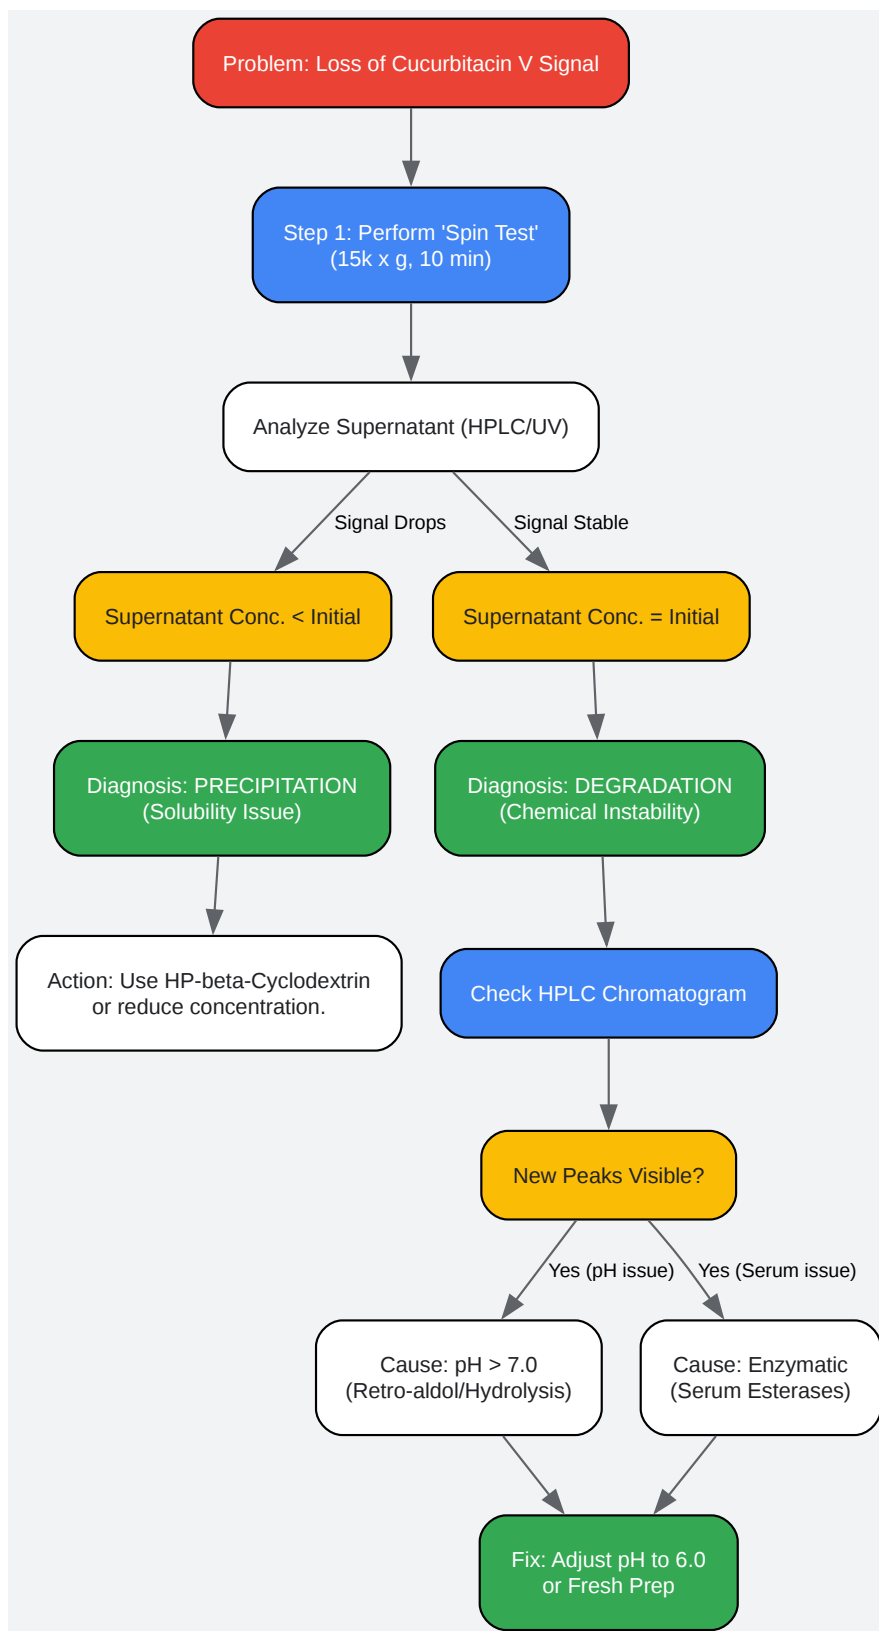 Problem: Loss of Cucurbitacin V Signal
Step 1: Perform 'Spin Test'
(15k x g, 10 min)
Analyze Supernatant (HPLC/UV)
Signal Drops
Signal Stable
Supernatant Conc. < Initial
Supernatant Conc. = Initial
Diagnosis: PRECIPITATION
(Solubility Issue)
Diagnosis: DEGRADATION
(Chemical Instability)
Action: Use HP-beta-Cyclodextrin
or reduce concentration.
Check HPLC Chromatogram
New Peaks Visible?
Yes (pH issue)
Yes (Serum issue)
Cause: pH > 7.0
(Retro-aldol/Hydrolysis)
Cause: Enzymatic
(Serum Esterases)
Fix: Adjust pH to 6.0
or Fresh Prep